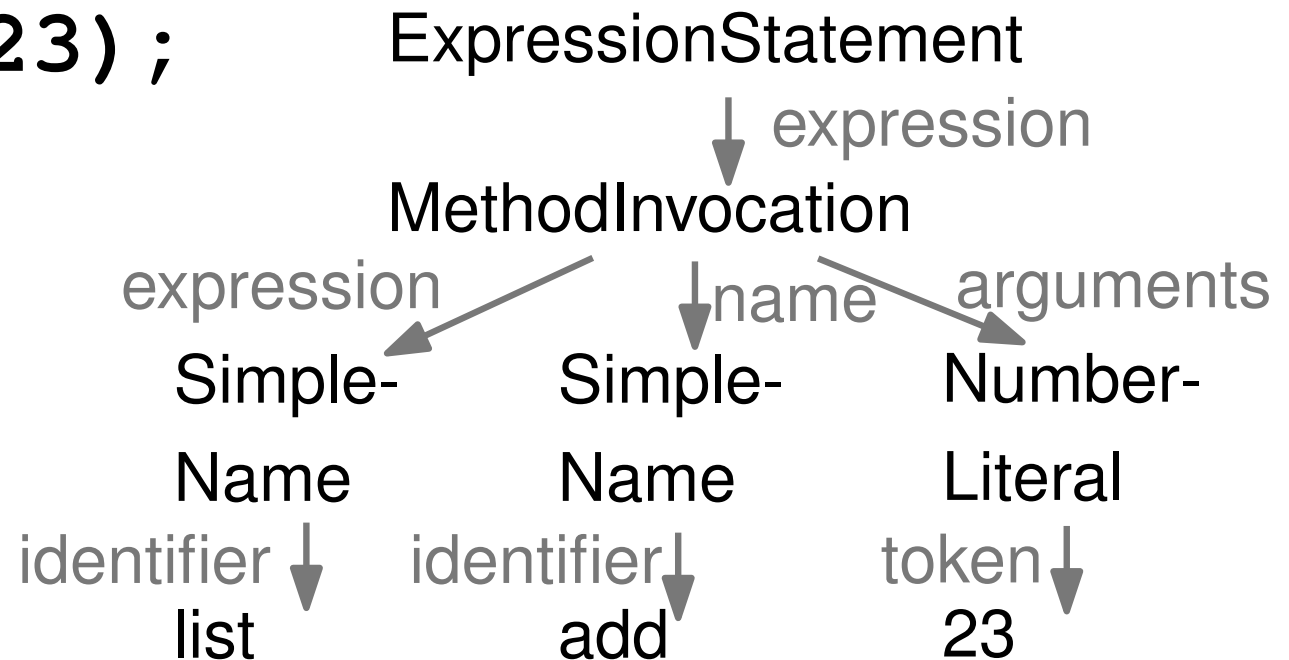 23);
ExpressionStatement
expression
MethodInvocation
expression
name
arguments
Simple-
Name
Simple-
Name
Number-
Literal
identifier
identifier
token
list
add
23